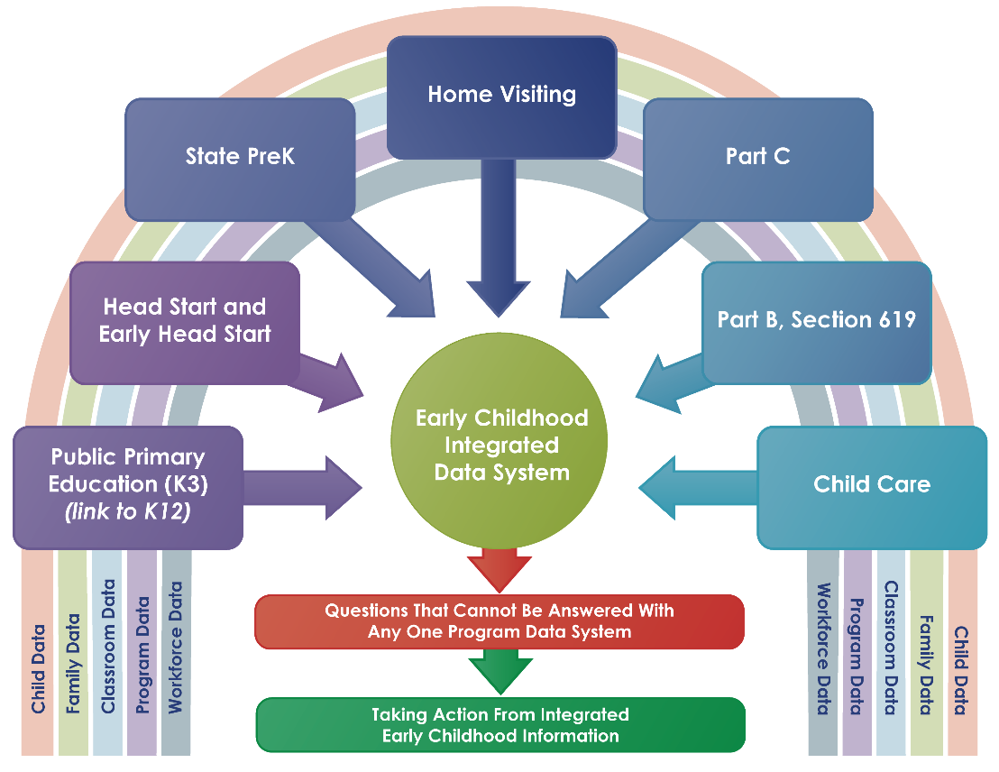 Home Visiting
State PreK
Part C
Head Start and
Early Head Start
Part B, Section 619
Public Primary
Education (K3)
(link to K12)
Child Care
Early Childhood
Integrated
Data System
Questions That Cannot Be Answered With
Any One Program Data System
Taking Action From Integrated
Early Childhood Information
Child Data
Family Data
Classroom Data
Program Data
Workforce Data
Workforce Data
Program Data
Classroom Data
Family Data
Child Data